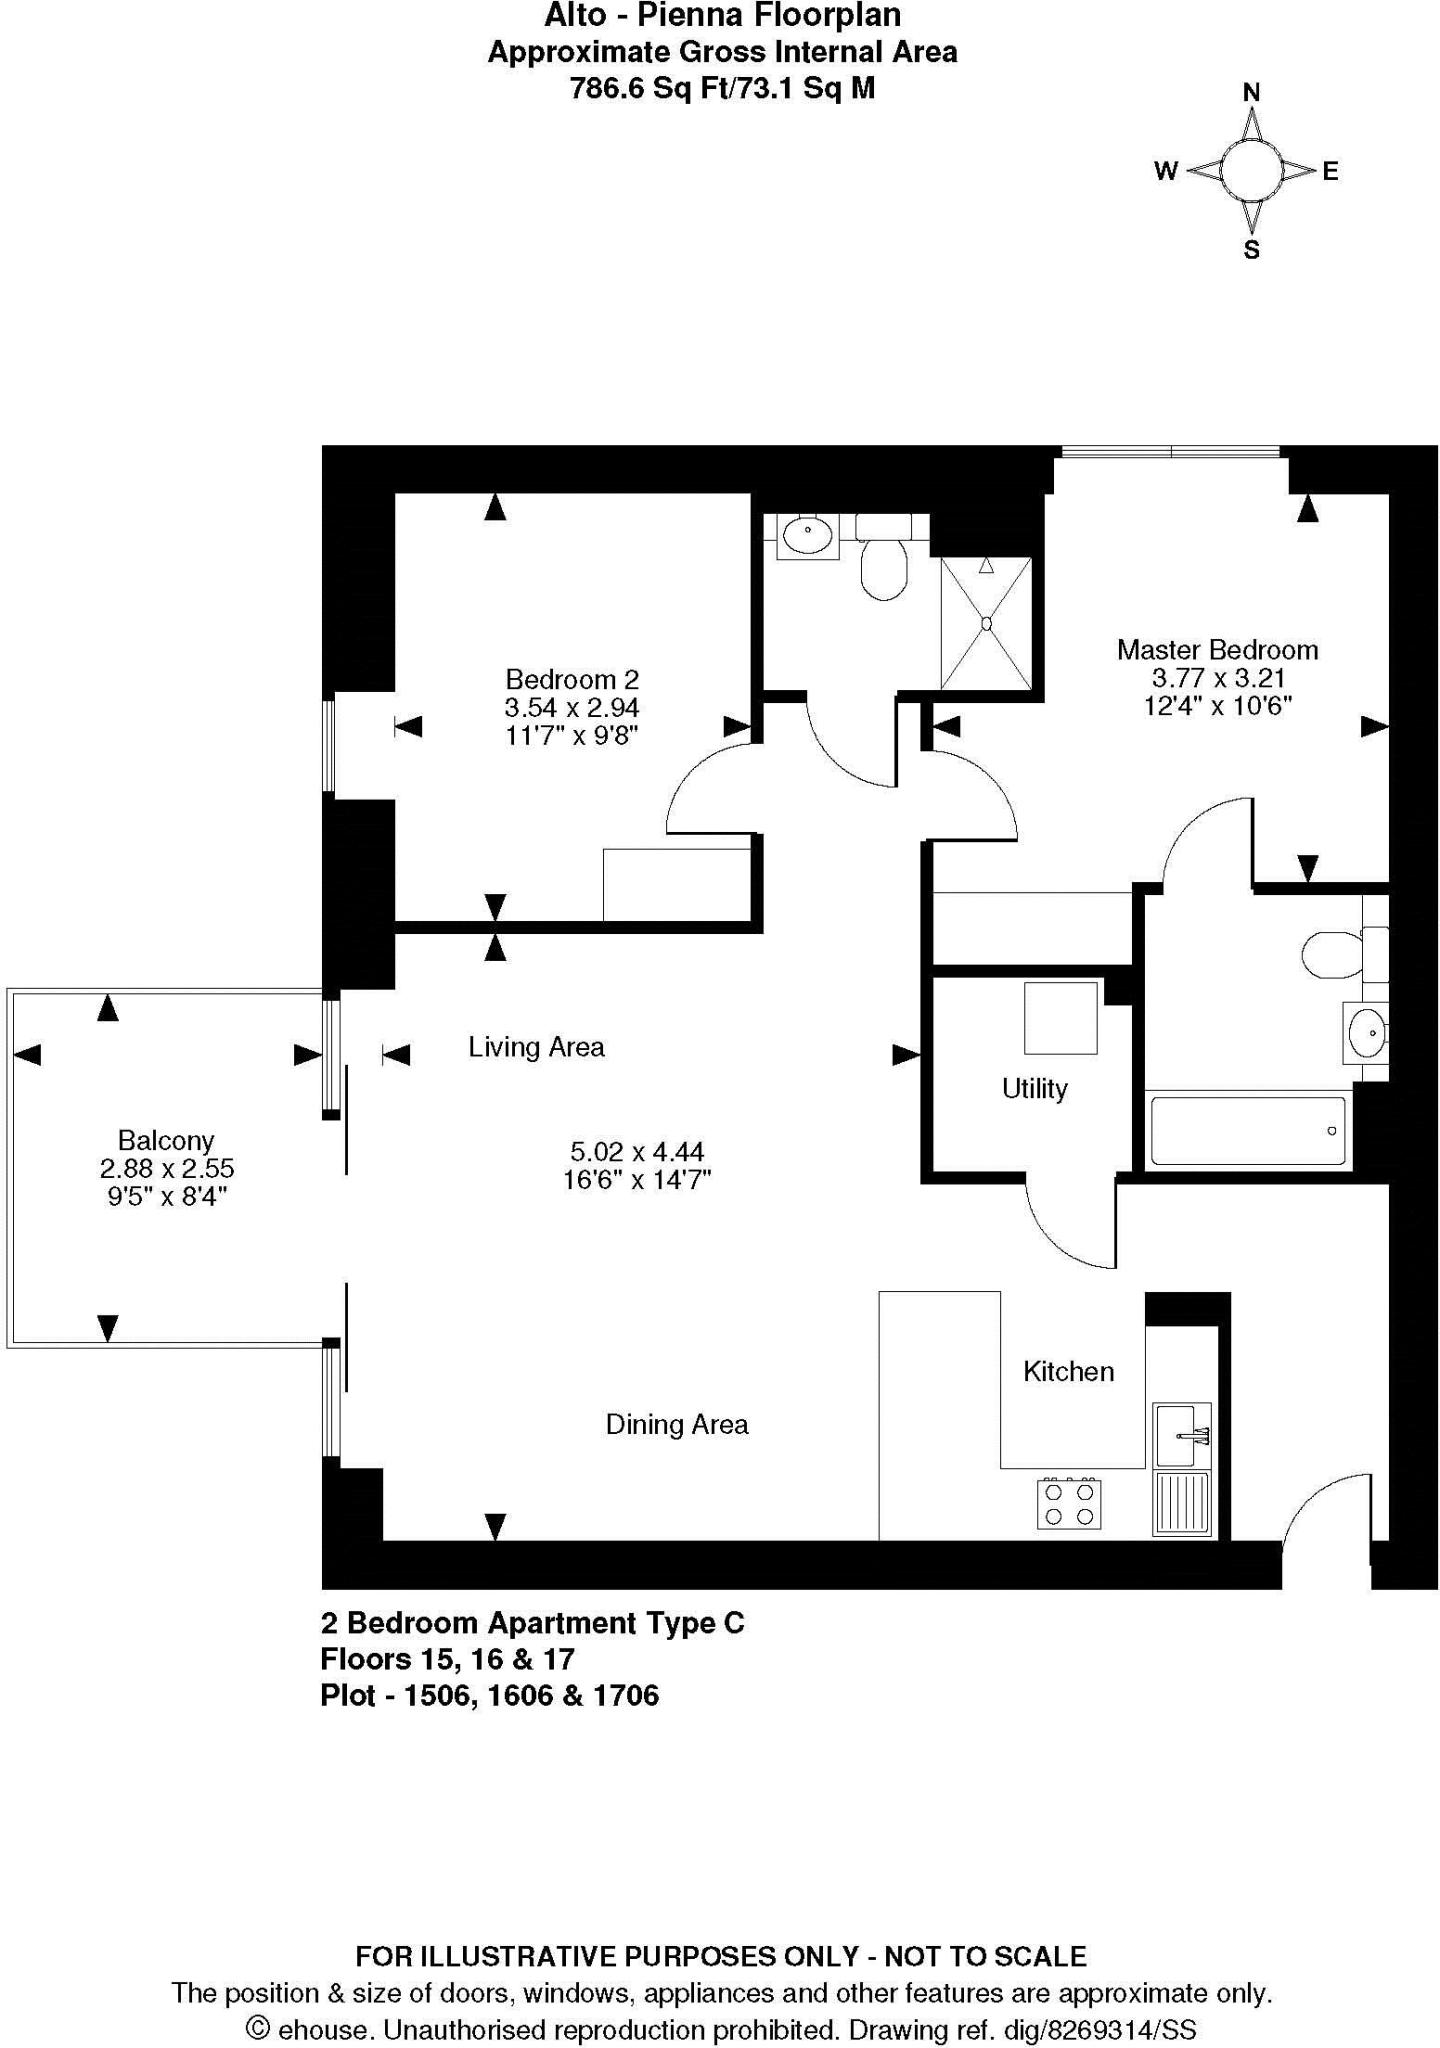 Alto - Pienna Floorplan
Approximate Gross Internal Area
786.6 Sq Ft/73.1 Sq M
N
W E
S
Master Bedroom
3.77 x 3.21
12'4" x 10'6"
Bedroom 2
3.54 x 2.94
11'7" x 9'8"
Living Area
Utility
Balcony
2.88 x 2.55
9'5" x 8'4"
5.02 x 4.44
16'6" x 14'7"
Kitchen
Dining Area
2 Bedroom Apartment Type C
Floors 15, 16 & 17
Plot - 1506, 1606 & 1706
FOR ILLUSTRATIVE PURPOSES ONLY - NOT TO SCALE
The position & size of doors, windows, appliances and other features are approximate only.
© ehouse. Unauthorised reproduction prohibited. Drawing ref. dig/8269314/SS